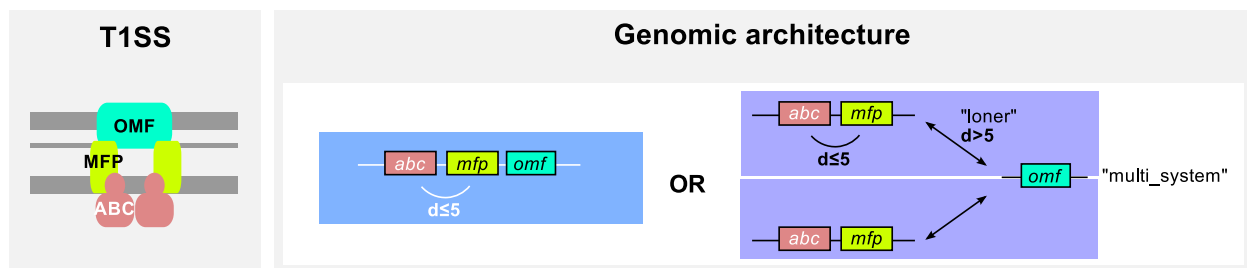 T1SS
OMF
MFP
ABC
Genomic architecture
abc mfp omf
d≤5
OR
abc mfp
d≤5
"loner"
d>5
omf
"multi_system"
abc mfp